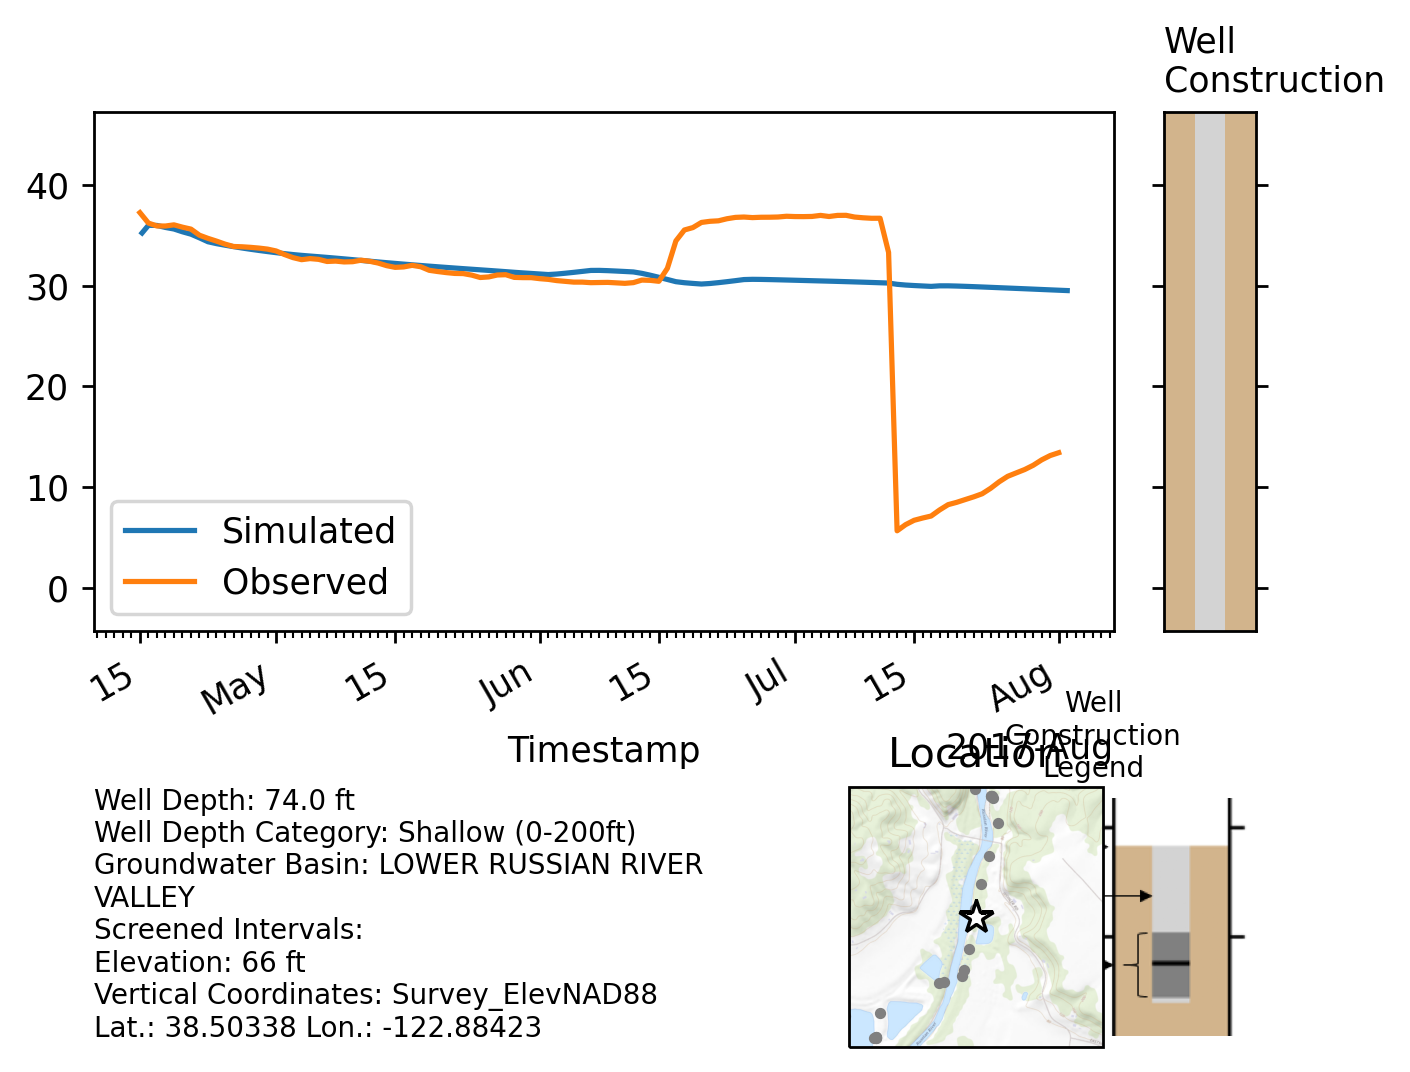 Well
Construction
40
30
20
10
0
Simulated
Observed
15
May
15
Jun
15
Jul
15
Aug
Timestamp
2017-Aug
Location
Well
Construction
Legend
Well Depth: 74.0 ft
Well Depth Category: Shallow (0-200ft)
Groundwater Basin: LOWER RUSSIAN RIVER
VALLEY
Screened Intervals:
Elevation: 66 ft
Vertical Coordinates: Survey_ElevNAD88
Lat.: 38.50338 Lon.: -122.88423